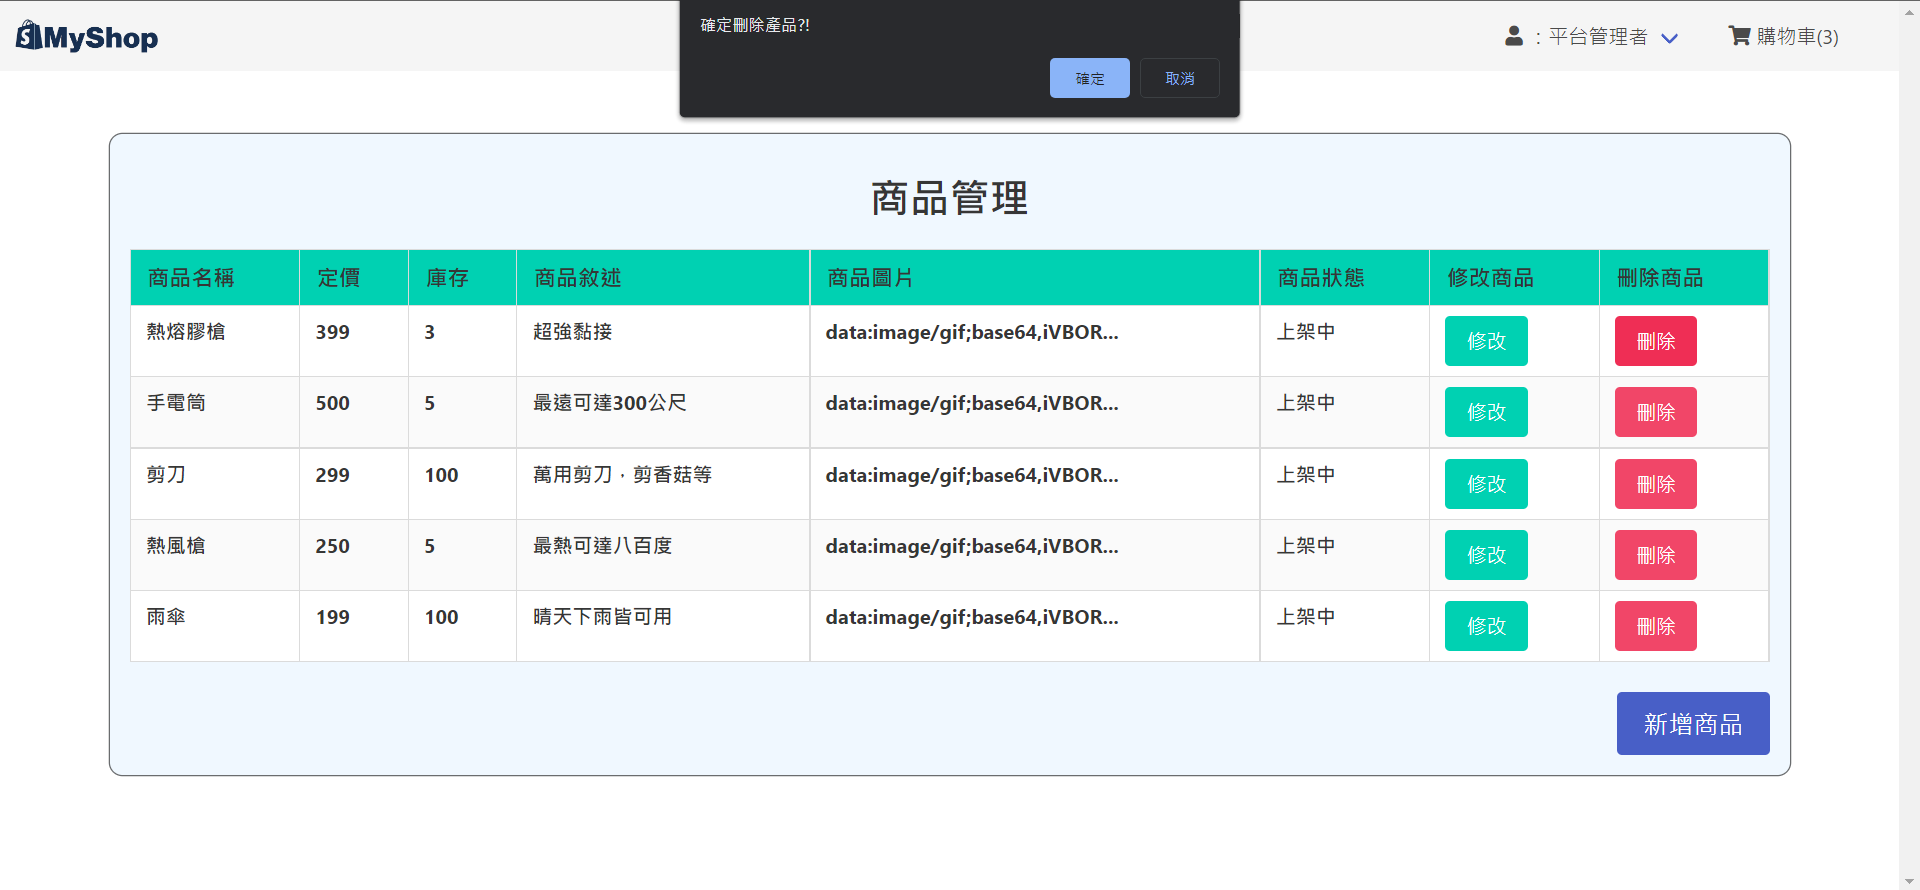 MyShop
確定刪除產品?!
確定 取消
：平台管理者 購物車(3)
商品管理
商品名稱 定價 庫存 商品敘述 商品圖片 商品狀態 修改商品 刪除商品
熱熔膠槍 399 3 超強黏接 data:image/gif;base64,iVBOR... 上架中 修改 刪除
手電筒 500 5 最遠可達300公尺 data:image/gif;base64,iVBOR... 上架中 修改 刪除
剪刀 299 100 萬用剪刀，剪香菇等 data:image/gif;base64,iVBOR... 上架中 修改 刪除
熱風槍 250 5 最熱可達八百度 data:image/gif;base64,iVBOR... 上架中 修改 刪除
雨傘 199 100 晴天下雨皆可用 data:image/gif;base64,iVBOR... 上架中 修改 刪除
新增商品